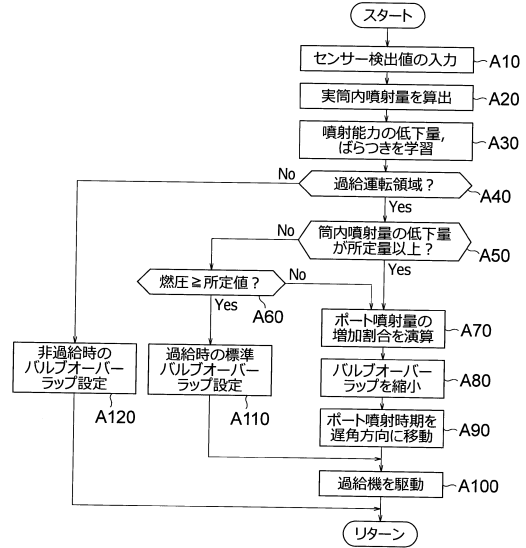 スタート
センサー検出値の入力
A10
実筒内噴射量を算出
A20
噴射能力の低下量,
ばらつきを学習
A30
No
過給運転領域？
A40
Yes
No
筒内噴射量の低下量
が所定量以上？
A50
Yes
燃圧≧所定値？
No
A60
Yes
ポート噴射量の
増加割合を演算
A70
非過給時の
バルブオーバー
ラップ設定
A120
過給時の標準
バルブオーバー
ラップ設定
A110
バルブオーバー
ラップを縮小
A80
ポート噴射時期を
遅角方向に移動
A90
過給機を駆動
A100
リターン